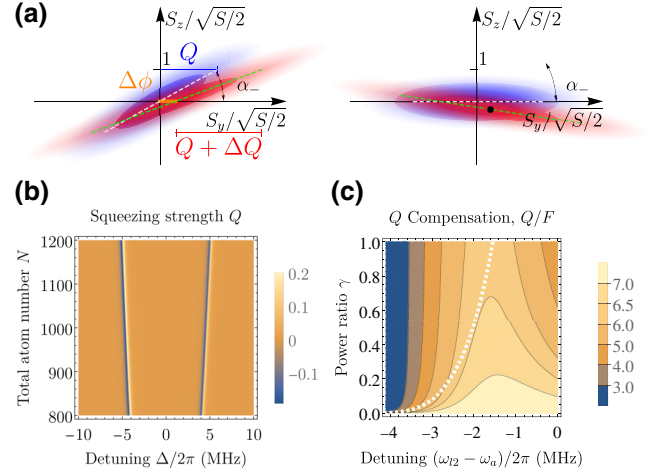 (a)
S_z/√S/2
S_z/√S/2
1
Q
1
Δϕ
α_−
α_−
S_y/√S/2
S_y/√S/2
Q + ΔQ
(b)
(c)
Squeezing strength Q
Q Compensation, Q/F
Total atom number N
1200
1100
1000
900
800
−10
−5
0
5
10
Detuning Δ/2π (MHz)
0.2
0.1
0
−0.1
Power ratio γ
1.0
0.8
0.6
0.4
0.2
0.0
−4
−3
−2
−1
0
Detuning (ω_{l2} − ω_a)/2π (MHz)
7.0
6.5
6.0
5.0
4.0
3.0